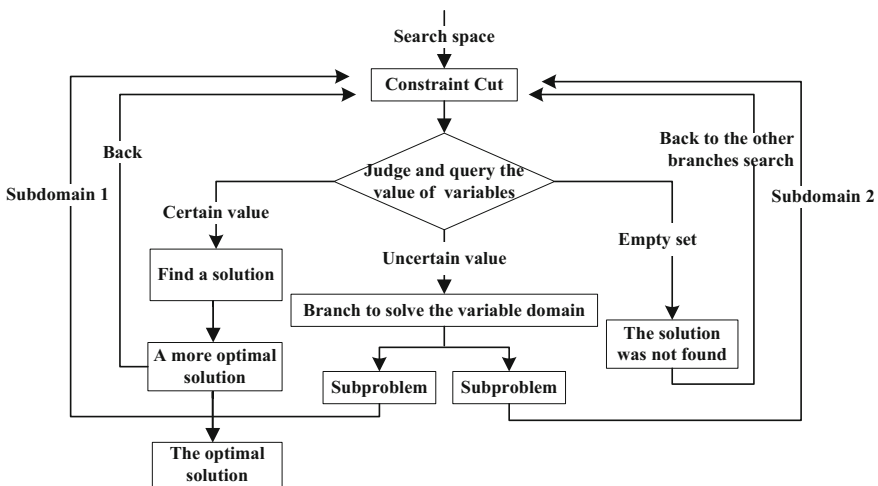 Search space
Constraint Cut
Back to the other
branches search
Back
Judge and query the
value of variables
Subdomain 1
Subdomain 2
Certain value
Empty set
Uncertain value
Find a solution
Branch to solve the variable domain
The solution
was not found
A more optimal
solution
Subproblem
Subproblem
The optimal
solution